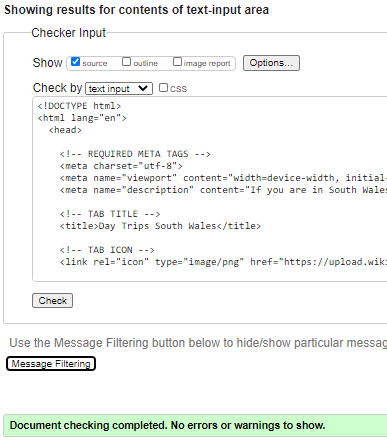 Showing results for contents of text-input area
Checker Input
Show source outline image report Options...
Check by text input css
<!DOCTYPE html>
<html lang="en">
<head>
<!-- REQUIRED META TAGS -->
<meta charset="utf-8">
<meta name="viewport" content="width=device-width, initial-
<meta name="description" content="If you are in South Wales
<!-- TAB TITLE -->
<title>Day Trips South Wales</title>
<!-- TAB ICON -->
<link rel="icon" type="image/png" href="https://upload.wiki
Check
Use the Message Filtering button below to hide/show particular messag
Message Filtering
Document checking completed. No errors or warnings to show.